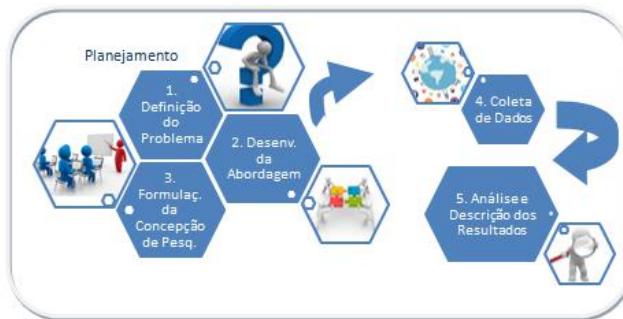 Planejamento
1.
Definição
do
Problema
2. Desenv.
da
Abordagem
3.
Formulaç.
da
Concepção
de Pesq.
4. Coleta
de Dados
5. Análise e
Descrição dos
Resultados